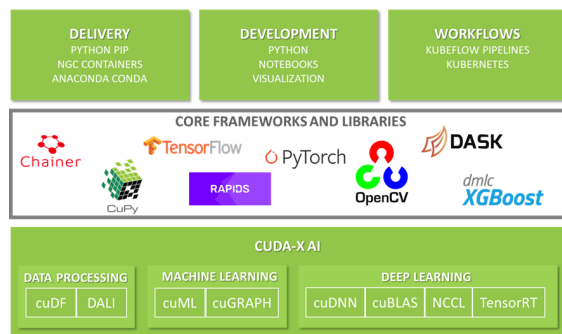 DELIVERY
PYTHON PIP
NGC CONTAINERS
ANACONDA CONDA
DEVELOPMENT
PYTHON
NOTEBOOKS
VISUALIZATION
WORKFLOWS
KUBEFLOW PIPELINES
KUBERNETES
CORE FRAMEWORKS AND LIBRARIES
Chainer
CuPy
TensorFlow
RAPIDS
PyTorch
OpenCV
DASK
dmlc
XGBoost
CUDA-X AI
DATA PROCESSING
cuDF DALI
MACHINE LEARNING
cuML cuGRAPH
DEEP LEARNING
cuDNN cuBLAS NCCL TensorRT